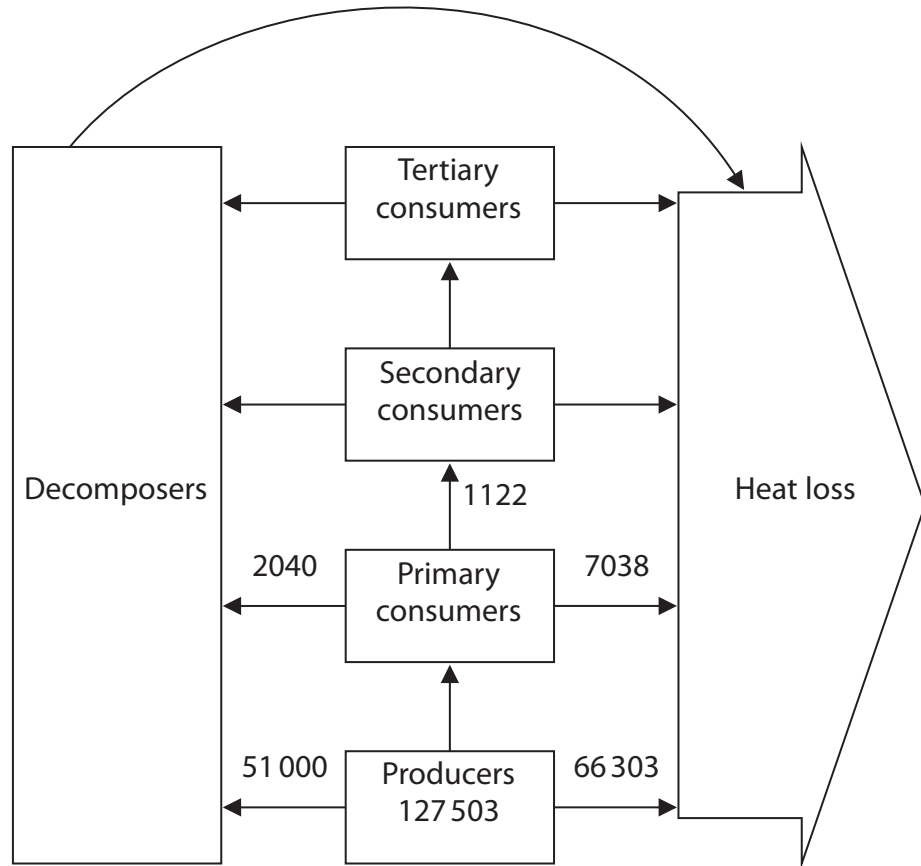 Tertiary
consumers
Secondary
consumers
Decomposers
1122
Heat loss
2040
Primary
consumers
7038
51 000
Producers
127 503
66 303